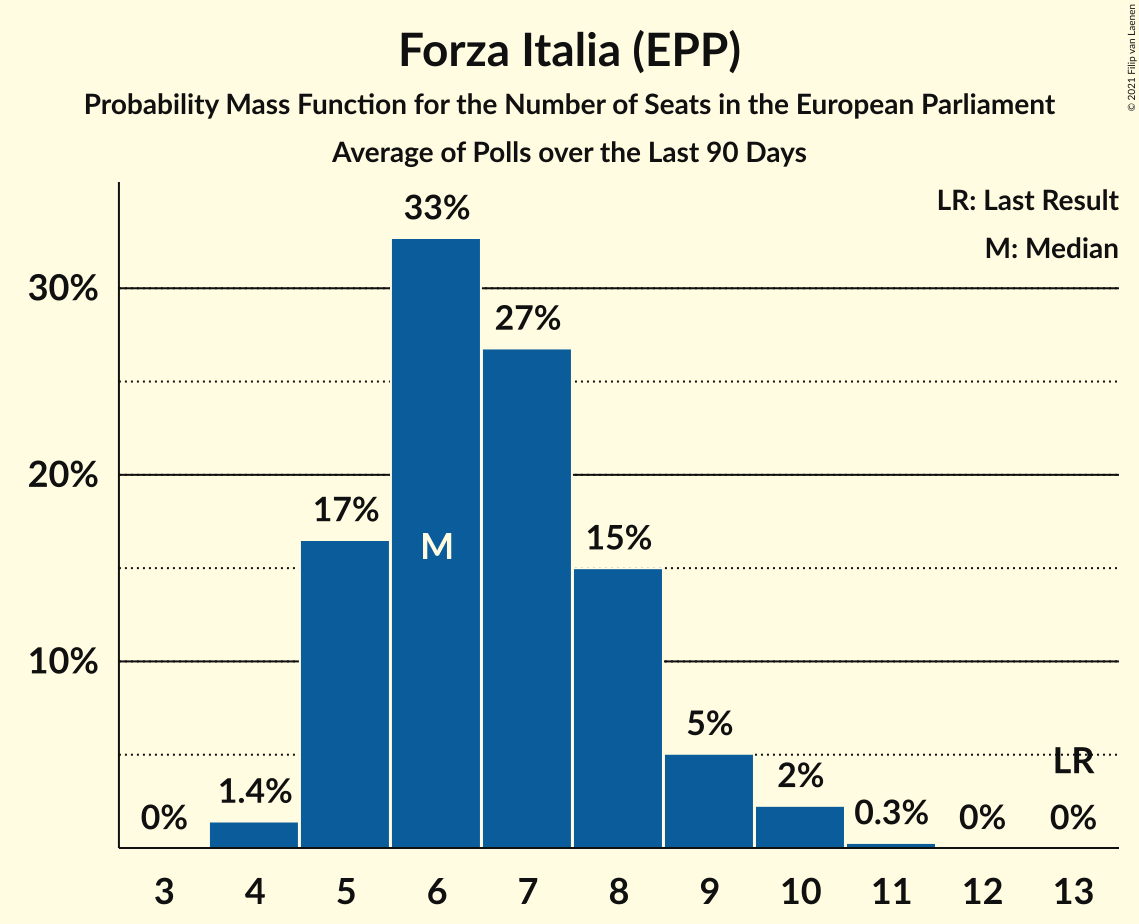 Forza Italia (EPP)
Probability Mass Function for the Number of Seats in the European Parliament
Average of Polls over the Last 90 Days
© 2021 Filip van Laenen
LR: Last Result
M: Median
30%
20%
10%
0%
1.4%
17%
33%
M
27%
15%
5%
2%
0.3%
0%
LR
0%
3 4 5 6 7 8 9 10 11 12 13